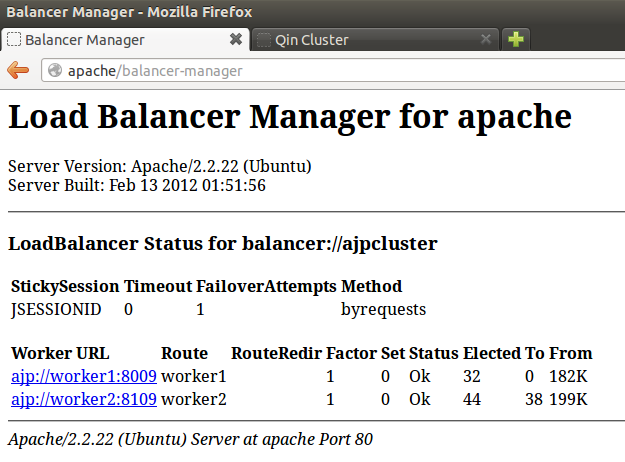 Balancer Manager - Mozilla Firefox
Balancer Manager Qin Cluster
apache/balancer-manager
Load Balancer Manager for apache
Server Version: Apache/2.2.22 (Ubuntu)
Server Built: Feb 13 2012 01:51:56
LoadBalancer Status for balancer://ajpcluster
StickySession Timeout FailoverAttempts Method
JSESSIONID 0 1 byrequests
Worker URL Route RouteRedir Factor Set Status Elected To From
ajp://worker1:8009 worker1 1 0 Ok 32 0 182K
ajp://worker2:8109 worker2 1 0 Ok 44 38 199K
Apache/2.2.22 (Ubuntu) Server at apache Port 80